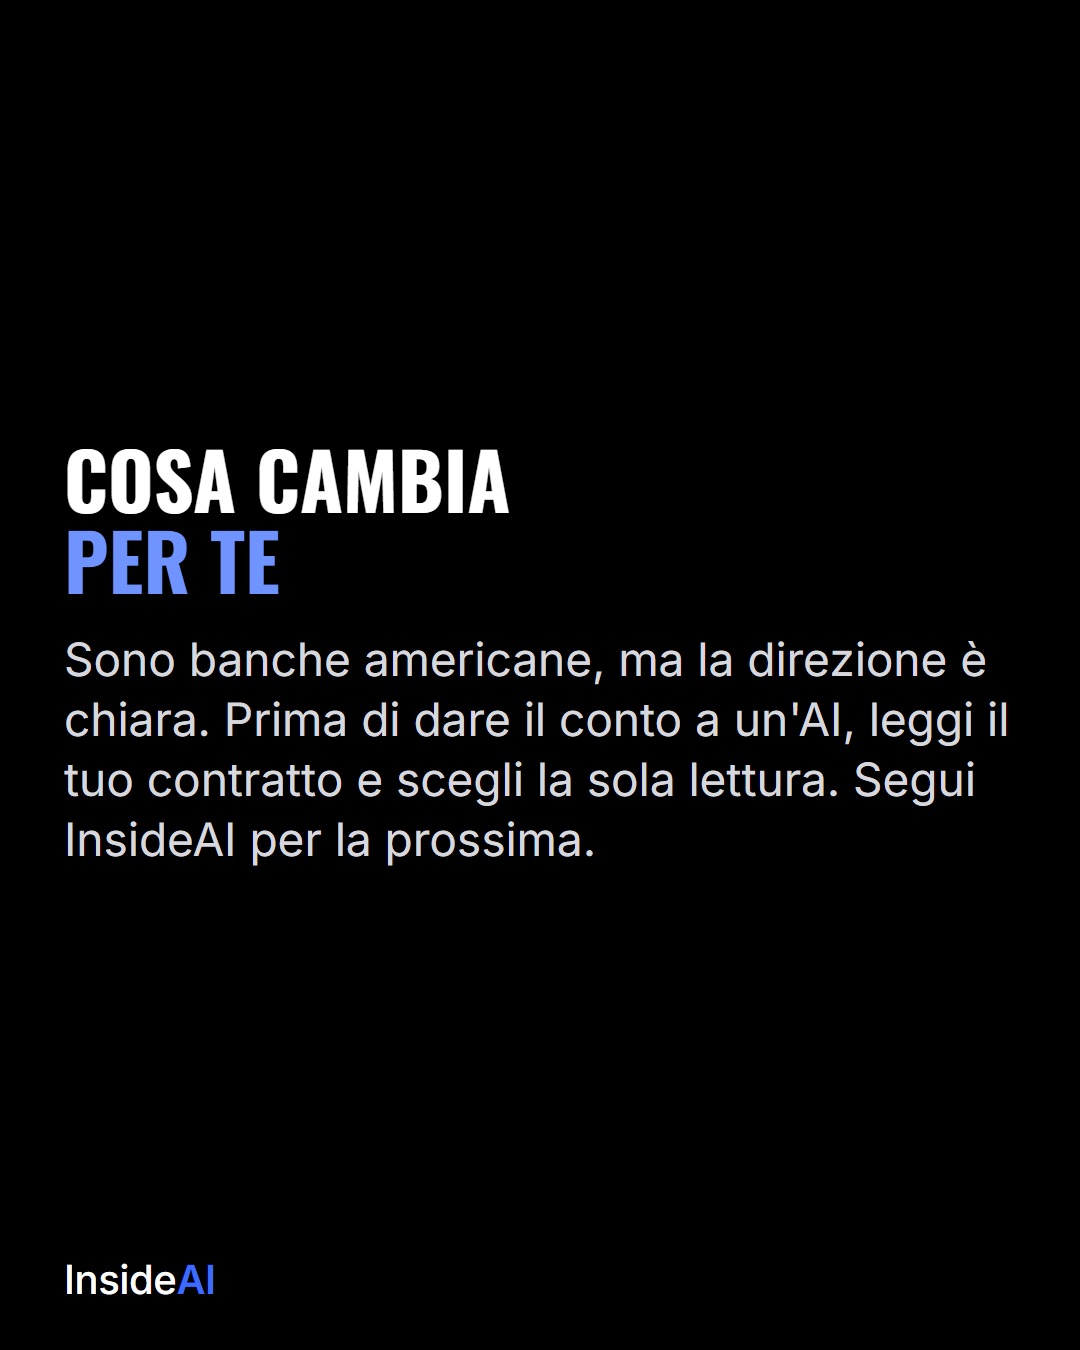 COSA CAMBIA
PER TE
Sono banche americane, ma la direzione è
chiara. Prima di dare il conto a un'AI, leggi il
tuo contratto e scegli la sola lettura. Segui
InsideAI per la prossima.
InsideAI